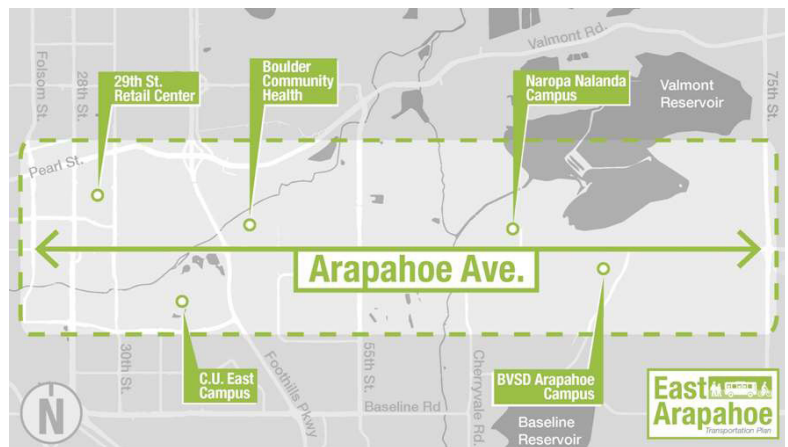 Folsom St.
28th St.
29th St.
Retail Center
Boulder
Community
Health
Valmont Rd.
Naropa Nalanda
Campus
Valmont
Reservoir
75th St.
Pearl St.
Arapahoe Ave.
30th St.
C.U. East
Campus
Foothills Pkwy
55th St.
Baseline Rd
Cherryvale Rd.
BVSD Arapahoe
Campus
Baseline
Reservoir
N
East
Arapahoe
Transportation Plan